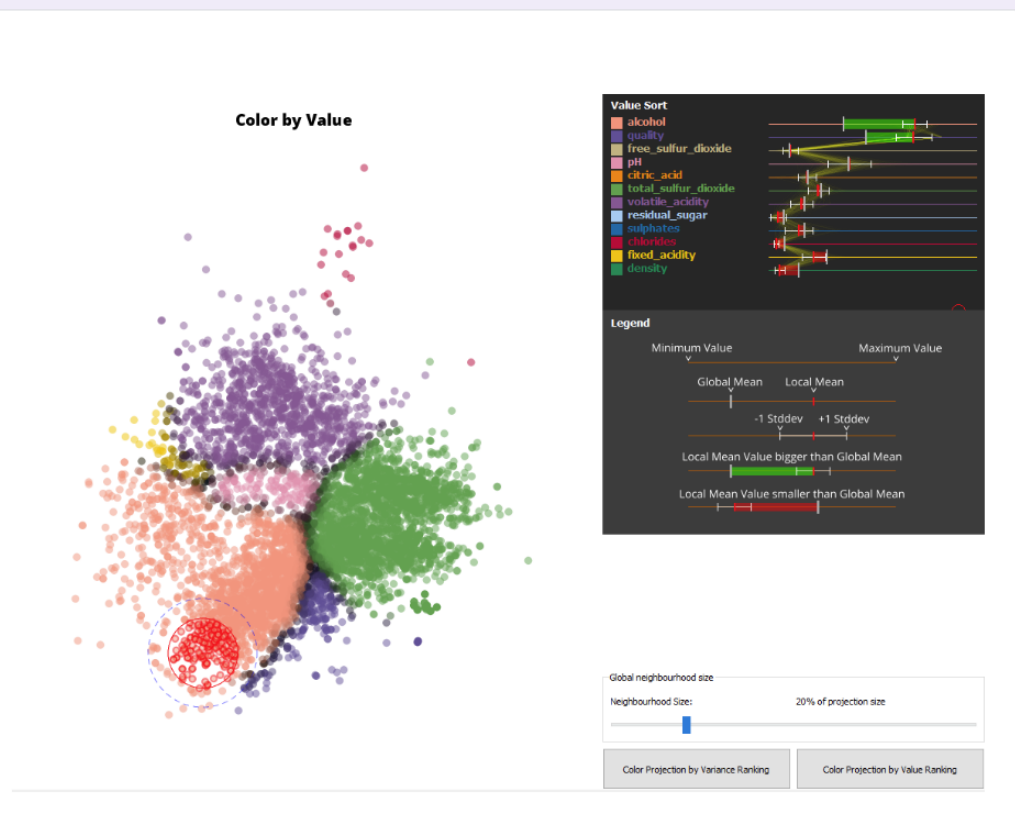 Color by Value
Value Sort
alcohol
quality
free_sulfur_dioxide
pH
citric_acid
total_sulfur_dioxide
volatile_acidity
residual_sugar
sulphates
chlorides
fixed_acidity
density
Legend
Minimum Value Maximum Value
Global Mean Local Mean
-1 Stddev +1 Stddev
Local Mean Value bigger than Global Mean
Local Mean Value smaller than Global Mean
Global neighbourhood size
Neighbourhood Size: 20% of projection size
Color Projection by Variance Ranking Color Projection by Value Ranking